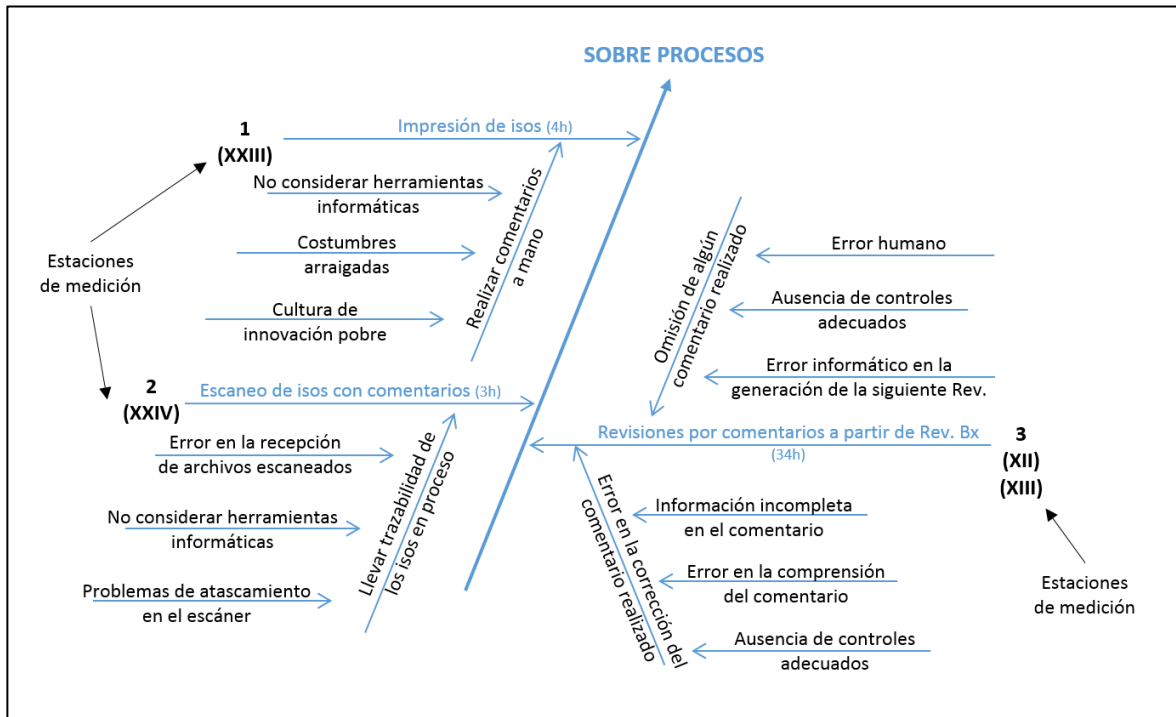 SOBRE PROCESOS
1
(XXIII)
Impresión de isos (4h)
No considerar herramientas
informáticas
Costumbres
arraigadas
Cultura de
innovación pobre
Realizar comentarios
a mano
Estaciones
de medición
2
(XXIV)
Escaneo de isos con comentarios (3h)
Error en la recepción
de archivos escaneados
No considerar herramientas
informáticas
Problemas de atascamiento
en el escáner
Llevar trazabilidad de
los isos en proceso
Omisión de algún
comentario realizado
Error humano
Ausencia de controles
adecuados
Error informático en la
generación de la siguiente Rev.
Revisiones por comentarios a partir de Rev. Bx
(34h)
3
(XII)
(XIII)
Error en la corrección del
comentario realizado
Información incompleta
en el comentario
Error en la comprensión
del comentario
Ausencia de controles
adecuados
Estaciones
de medición